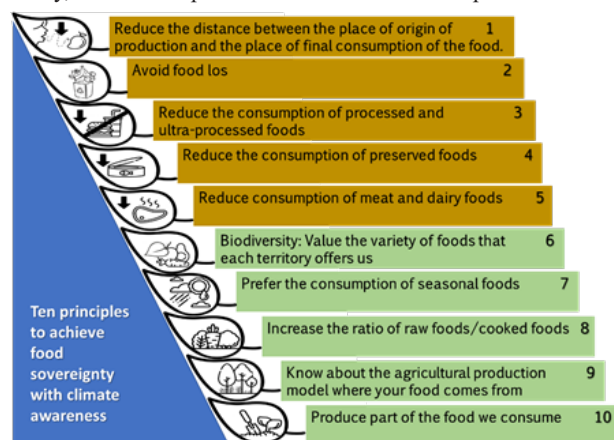 Reduce the distance between the place of origin of 1
production and the place of final consumption of the food.
Avoid food los 2
Reduce the consumption of processed and 3
ultra-processed foods
Reduce the consumption of preserved foods 4
Reduce consumption of meat and dairy foods 5
Biodiversity: Value the variety of foods that 6
each territory offers us
Prefer the consumption of seasonal foods 7
Increase the ratio of raw foods/cooked foods 8
Know about the agricultural production 9
model where your food comes from
Produce part of the food we consume 10
Ten principles
to achieve
food
sovereignty
with climate
awareness